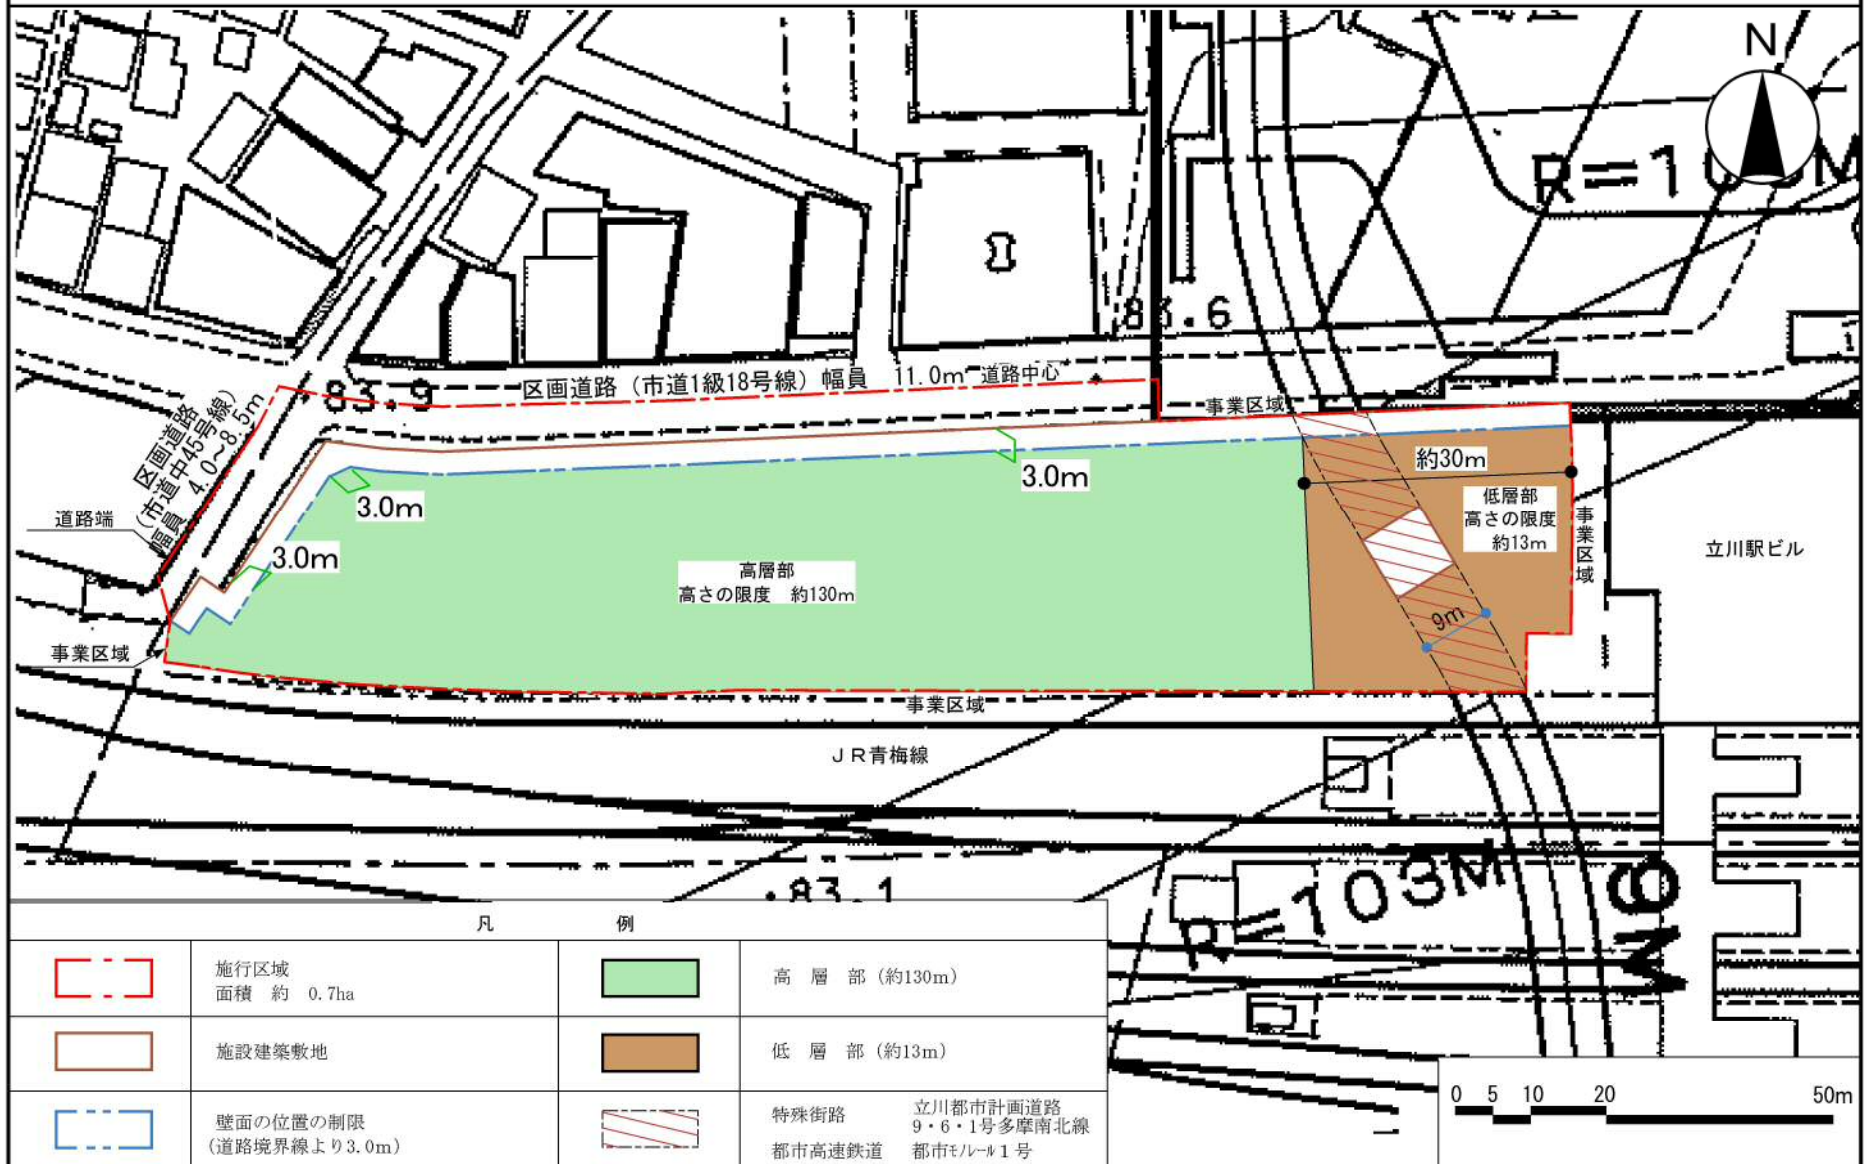 N
R=100M
83.6
83.9
区画道路（市道1級18号線）幅員　11.0m
道路中心
事業区域
区画道路
（市道中45号線）
幅員　4.0～8.5m
道路端
3.0m
3.0m
3.0m
約30m
低層部
高さの限度
約13m
事業区域
立川駅ビル
高層部
高さの限度　約130m
9m
事業区域
事業区域
ＪＲ青梅線
83.1
R=103M
凡　例
施行区域
面積　約　0.7ha
高　層　部（約130m）
施設建築敷地
低　層　部（約13m）
壁面の位置の制限
（道路境界線より3.0m）
特殊街路　立川都市計画道路
9・6・1号多摩南北線
都市高速鉄道　都市ﾓﾉﾚｰﾙ１号
0　5　10　20　50m